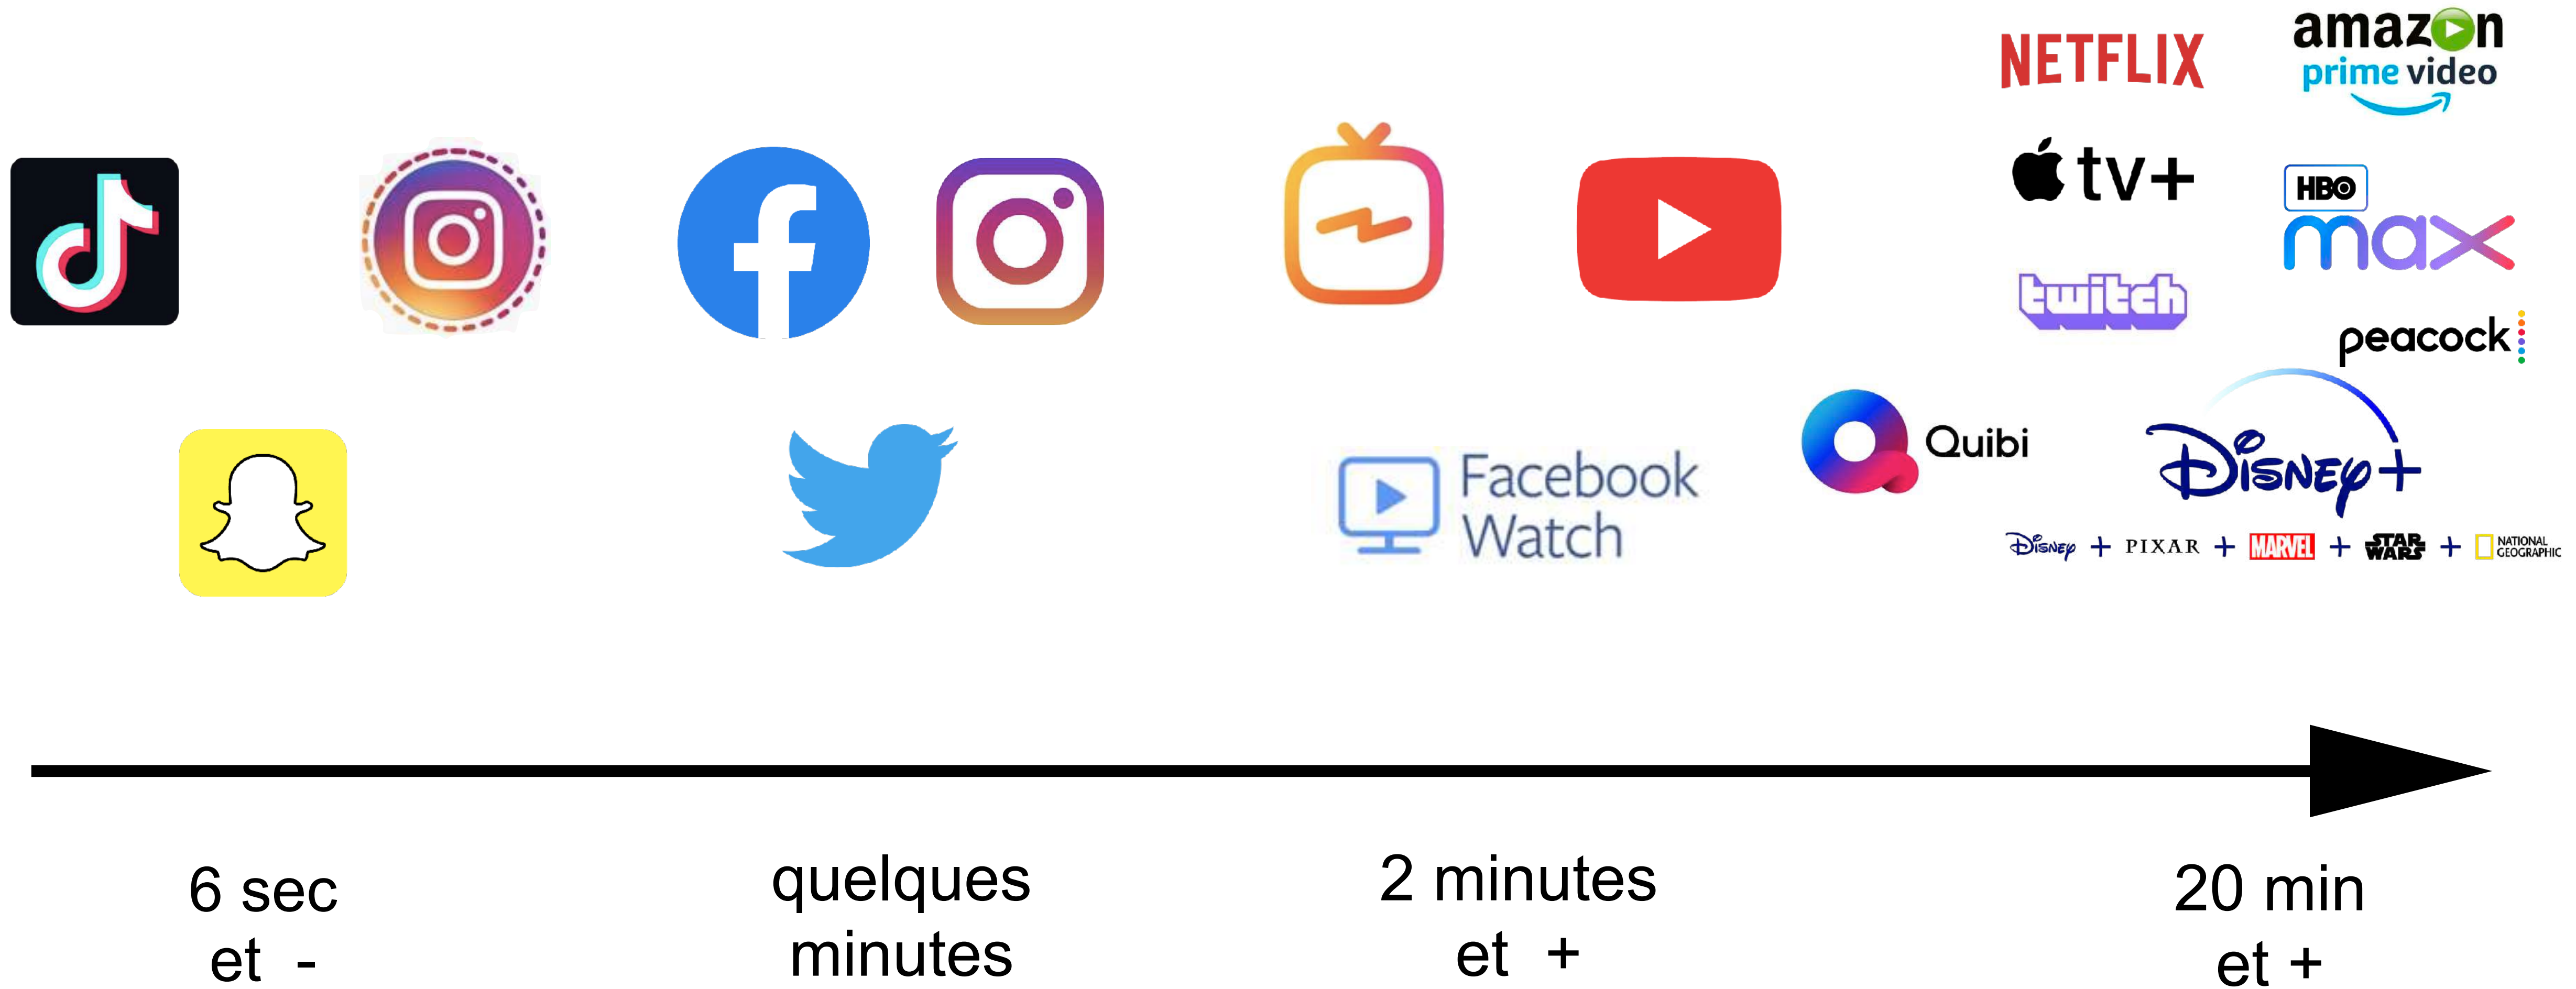 NETFLIX
amazon
prime video
tv+
HBO
max
twitch
peacock
Facebook
Watch
Quibi
Disney+
Disney + PIXAR + MARVEL + STAR WARS + NATIONAL GEOGRAPHIC
6 sec
et -
quelques
minutes
2 minutes
et +
20 min
et +